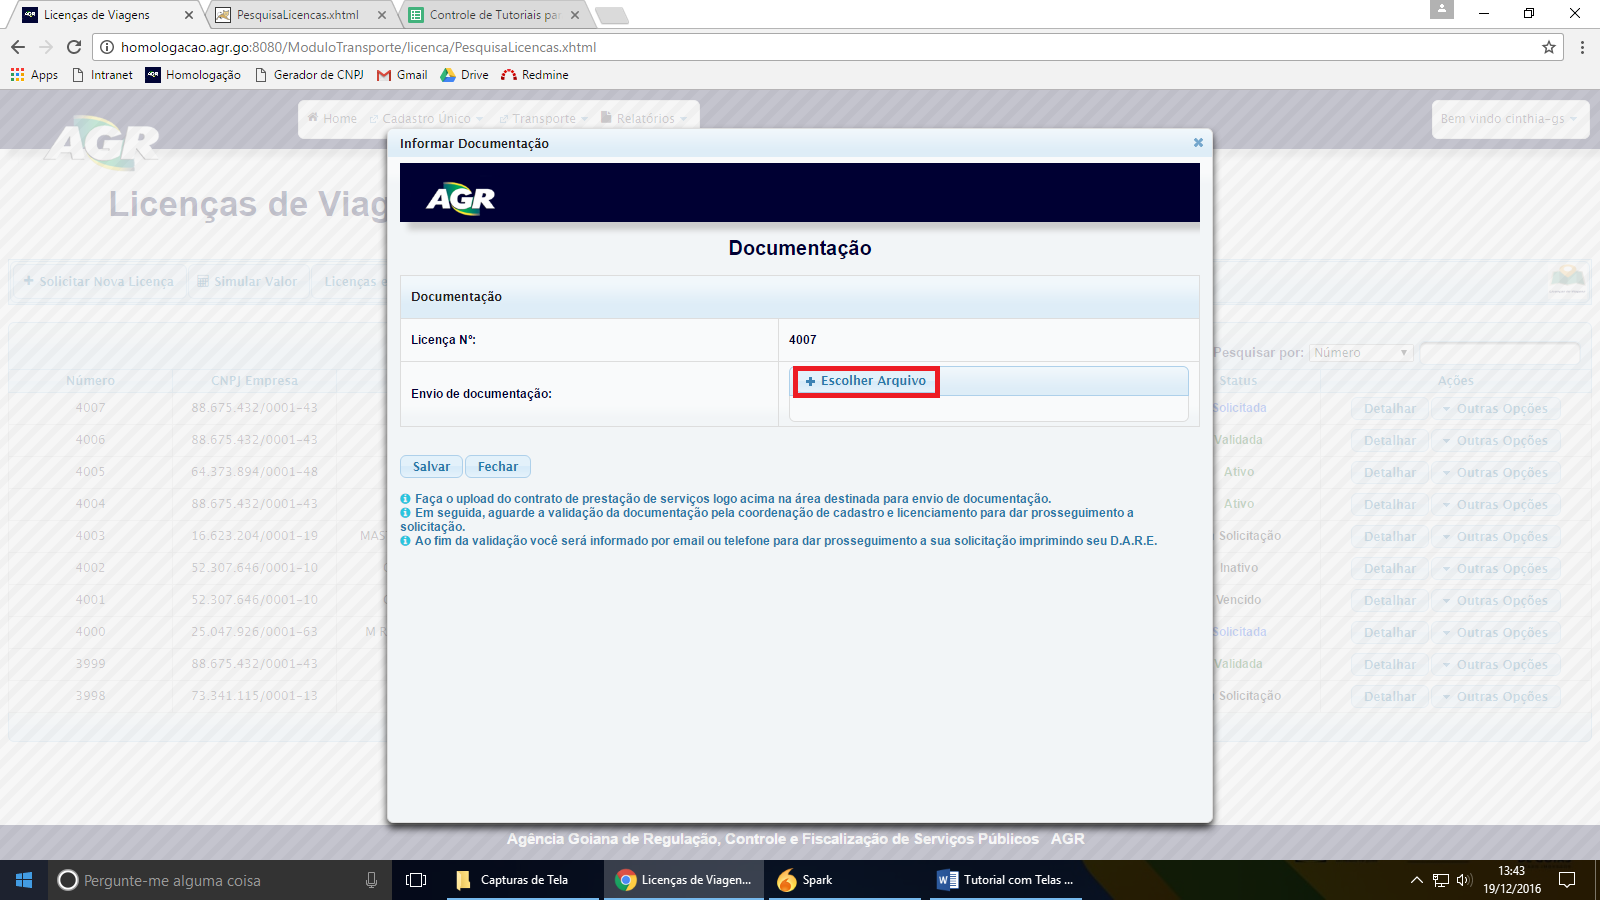 Licenças de Viagens
PesquisaLicencas.xhtml
Controle de Tutoriais pa
homologacao.agr.go:8080/ModuloTransporte/licenca/PesquisaLicencas.xhtml
Apps Intranet AGR Homologação Gerador de CNPJ Gmail Drive Redmine
AGR
Home Cadastro Único Transporte Relatórios
Bem vindo cinthia-gs
Licenças de Viag
Solicitar Nova Licença Simular Valor Licenças e
Pesquisar por: Número
Número CNPJ Empresa Status Ações
4007 88.675.432/0001-43 Solicitada Detalhar Outras Opções
4006 88.675.432/0001-43 Validada Detalhar Outras Opções
4005 64.373.894/0001-48 Ativo Detalhar Outras Opções
4004 88.675.432/0001-43 Ativo Detalhar Outras Opções
4003 16.623.204/0001-19 MAS Solicitação Detalhar Outras Opções
4002 52.307.646/0001-10 Inativo Detalhar Outras Opções
4001 52.307.646/0001-10 Vencido Detalhar Outras Opções
4000 25.047.926/0001-63 M R Solicitada Detalhar Outras Opções
3999 88.675.432/0001-43 Validada Detalhar Outras Opções
3998 73.341.115/0001-13 Solicitação Detalhar Outras Opções
Informar Documentação
AGR
Documentação
Documentação
Licença Nº: 4007
Envio de documentação: Escolher Arquivo
Salvar Fechar
Faça o upload do contrato de prestação de serviços logo acima na área destinada para envio de documentação.
Em seguida, aguarde a validação da documentação pela coordenação de cadastro e licenciamento para dar prosseguimento a
solicitação.
Ao fim da validação você será informado por email ou telefone para dar prosseguimento a sua solicitação imprimindo seu D.A.R.E.
Agência Goiana de Regulação, Controle e Fiscalização de Serviços Públicos AGR
Pergunte-me alguma coisa
Capturas de Tela
Licenças de Viagen...
Spark
Tutorial com Telas ...
13:43
19/12/2016